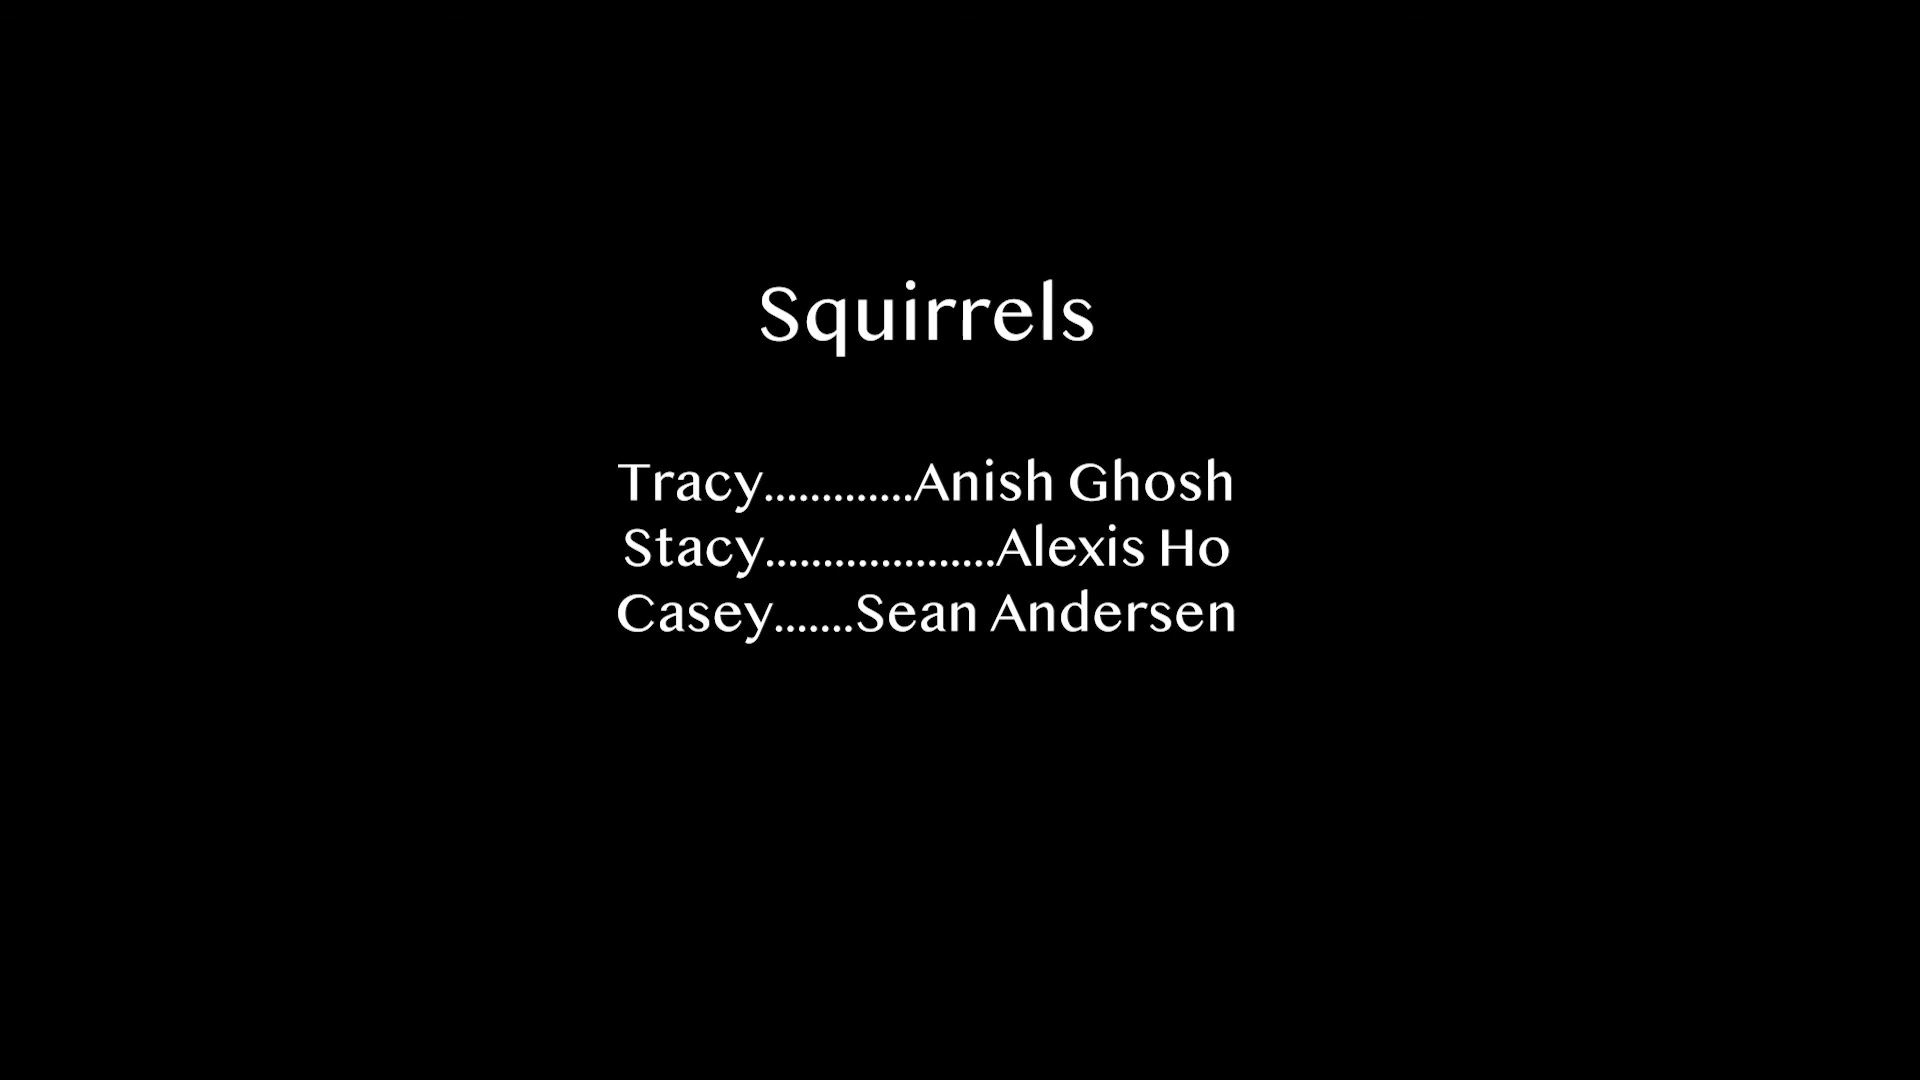 Squirrels
Tracy.............Anish Ghosh
Stacy....................Alexis Ho
Casey.......Sean Andersen